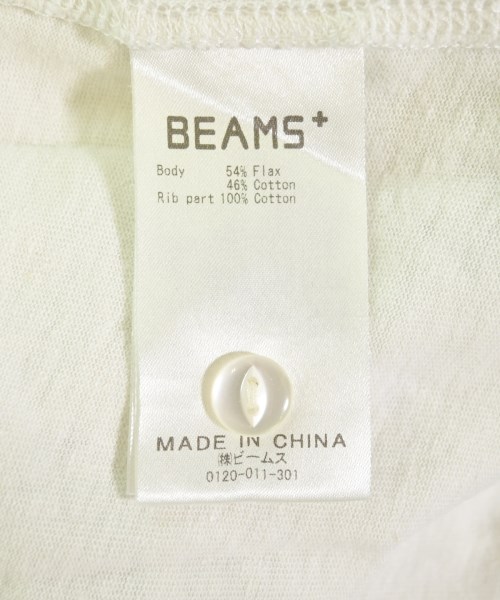 BEAMS+
Body 54% Flax
46% Cotton
Rib part 100% Cotton
MADE IN CHINA
㈱ビームス
0120-011-301